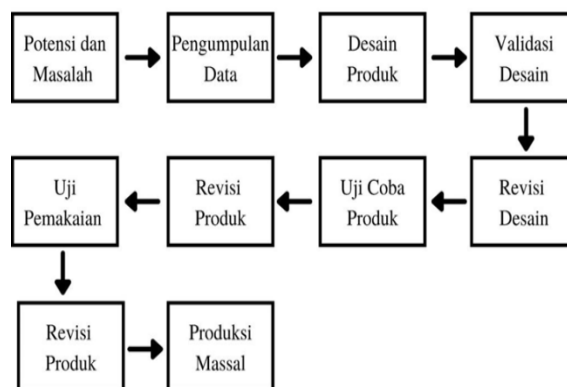 Potensi dan
Masalah
Pengumpulan
Data
Desain
Produk
Validasi
Desain
Revisi
Desain
Uji Coba
Produk
Revisi
Produk
Uji
Pemakaian
Revisi
Produk
Produksi
Massal